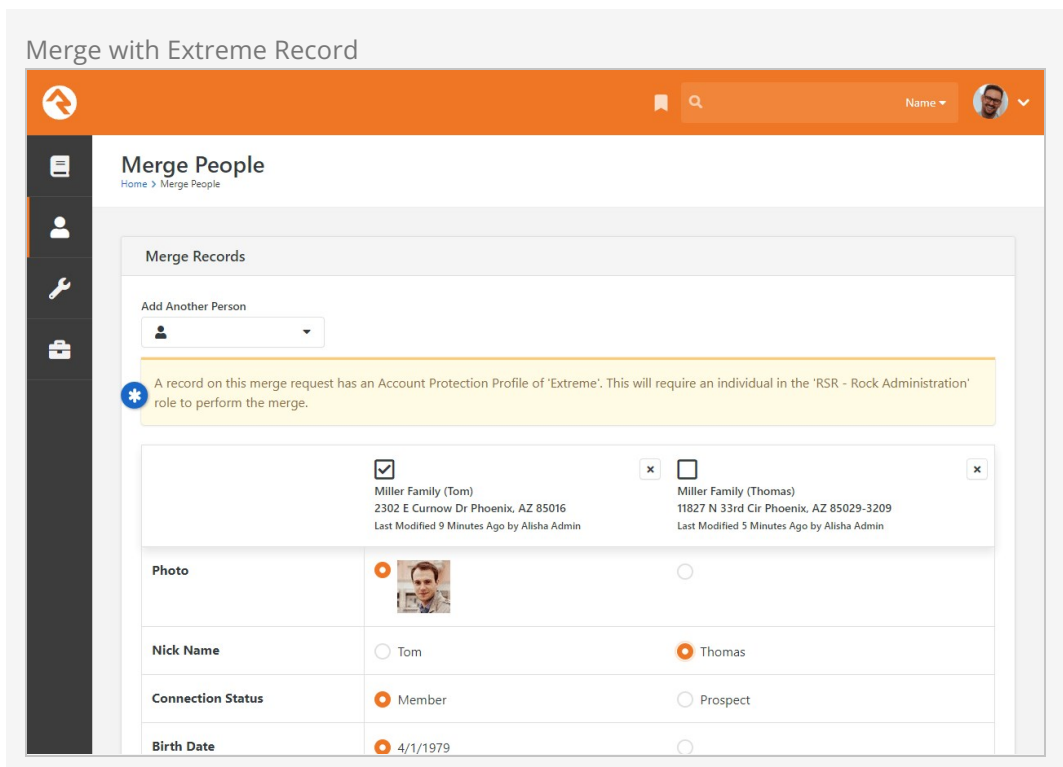 Merge with Extreme Record
Name
Merge People
Home > Merge People
Merge Records
Add Another Person
A record on this merge request has an Account Protection Profile of 'Extreme'. This will require an individual in the 'RSR - Rock Administration'
role to perform the merge.
Miller Family (Tom)
2302 E Curnow Dr Phoenix, AZ 85016
Last Modified 9 Minutes Ago by Alisha Admin
Miller Family (Thomas)
11827 N 33rd Cir Phoenix, AZ 85029-3209
Last Modified 5 Minutes Ago by Alisha Admin
Photo
Nick Name
Tom
Thomas
Connection Status
Member
Prospect
Birth Date
4/1/1979